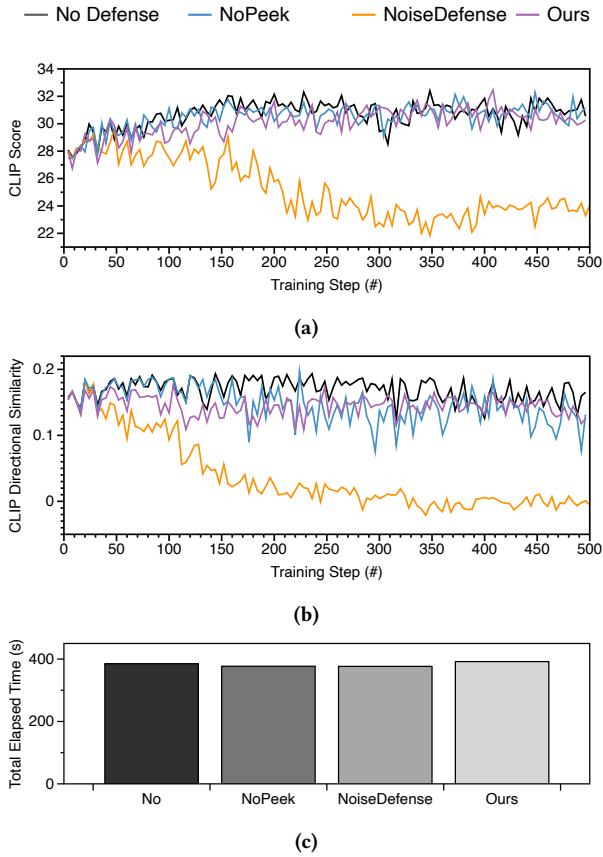 No Defense NoPeek NoiseDefense Ours
34
32
30
28
26
24
22
CLIP Score
0 50 100 150 200 250 300 350 400 450 500
Training Step (#)
(a)
0.2
0.1
0
CLIP Directional Similarity
0 50 100 150 200 250 300 350 400 450 500
Training Step (#)
(b)
400
200
0
Total Elapsed Time (s)
No NoPeek NoiseDefense Ours
(c)